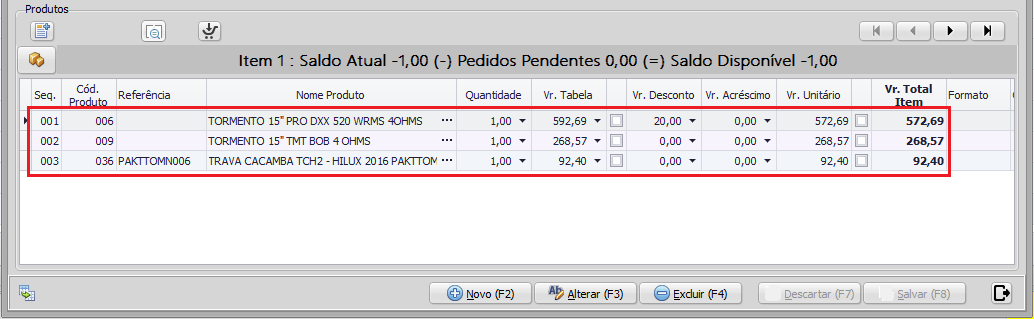 Produtos
Item 1 : Saldo Atual -1,00 (-) Pedidos Pendentes 0,00 (=) Saldo Disponível -1,00
Seq. Cód. Produto Referência Nome Produto Quantidade Vr. Tabela Vr. Desconto Vr. Acréscimo Vr. Unitário Vr. Total Item Formato
001 006 TORMENTO 15" PRO DXX 520 WRMS 4OHMS ... 1,00 592,69 20,00 0,00 572,69 572,69
002 009 TORMENTO 15" TMT BOB 4 OHMS ... 1,00 268,57 0,00 0,00 268,57 268,57
003 036 PAKTTOMN006 TRAVA CACAMBA TCH2 - HILUX 2016 PAKTTOM ... 1,00 92,40 0,00 0,00 92,40 92,40
Novo (F2) Alterar (F3) Excluir (F4) Descartar (F7) Salvar (F8)